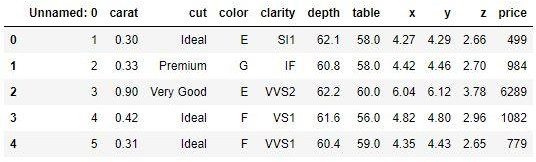 Unnamed: 0 carat cut color clarity depth table x y z price
0 1 0.30 Ideal E SI1 62.1 58.0 4.27 4.29 2.66 499
1 2 0.33 Premium G IF 60.8 58.0 4.42 4.46 2.70 984
2 3 0.90 Very Good E VVS2 62.2 60.0 6.04 6.12 3.78 6289
3 4 0.42 Ideal F VS1 61.6 56.0 4.82 4.80 2.96 1082
4 5 0.31 Ideal F VVS1 60.4 59.0 4.35 4.43 2.65 779